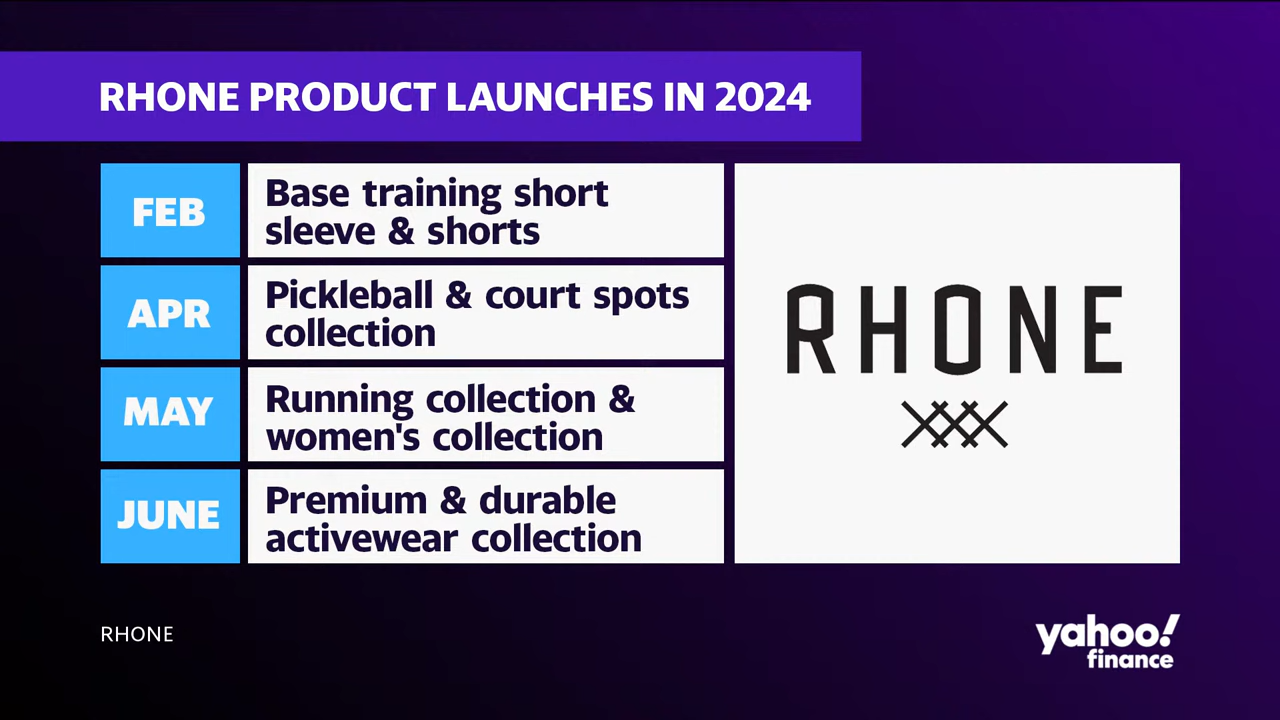 RHONE PRODUCT LAUNCHES IN 2024
FEB
Base training short
sleeve & shorts
APR
Pickleball & court spots
collection
MAY
Running collection &
women's collection
JUNE
Premium & durable
activewear collection
RHONE
RHONE
yahoo!
finance